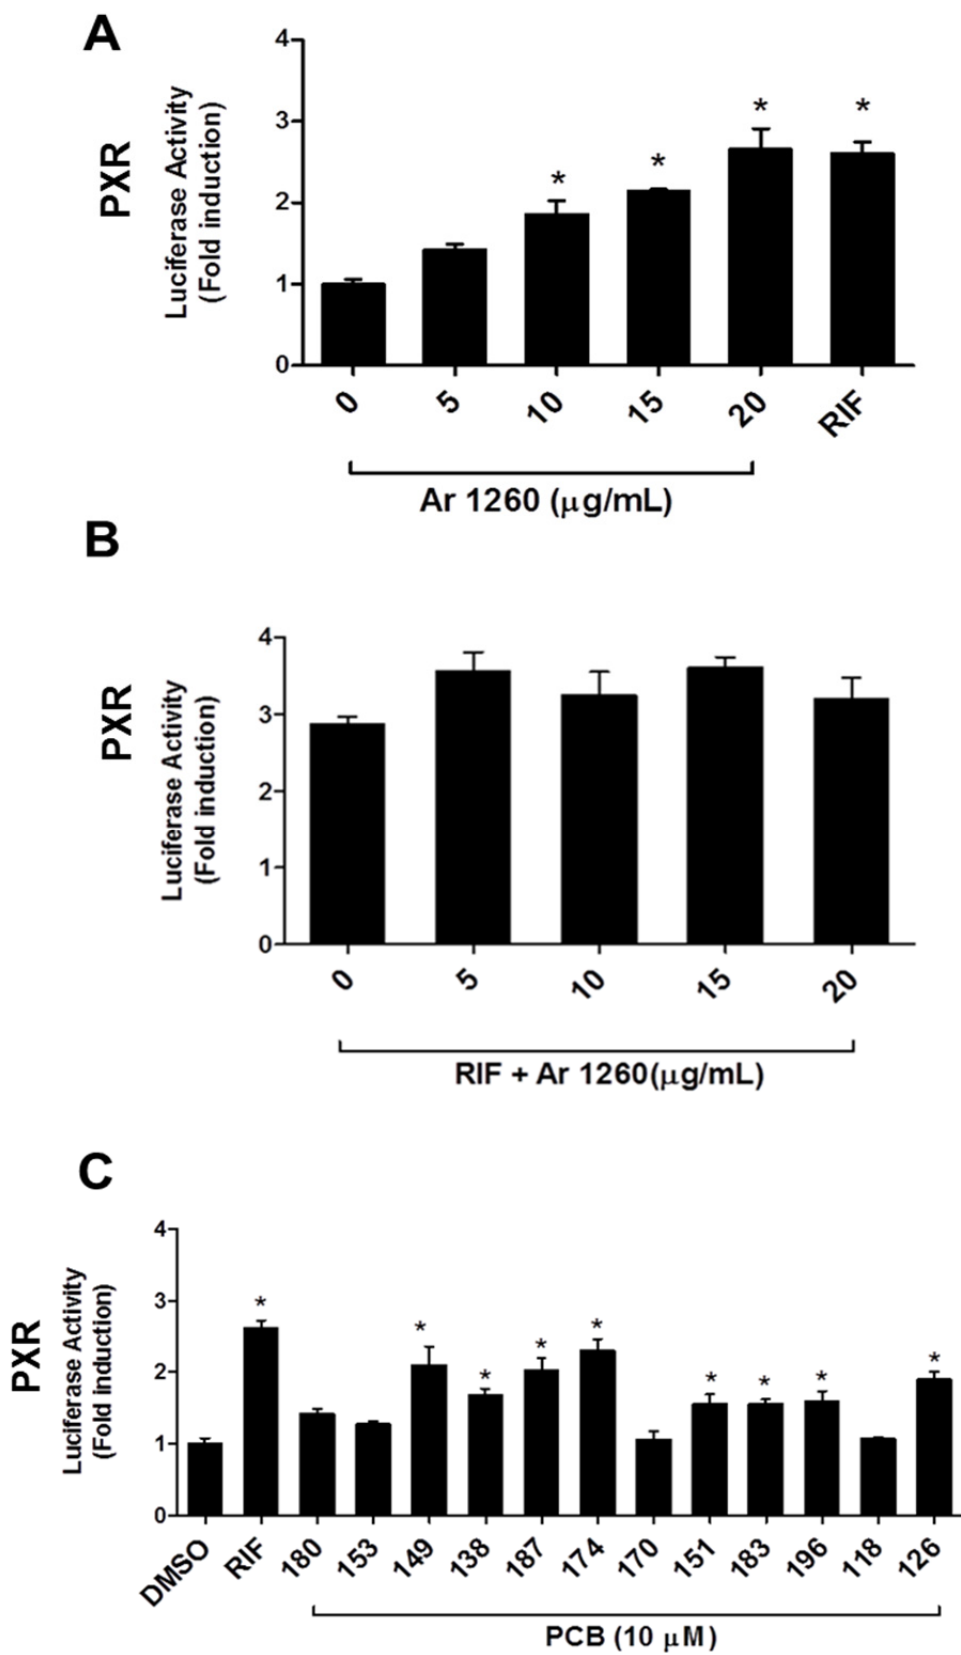 A
PXR
Luciferase Activity
(Fold induction)
4
3
2
1
0
* * * *
0 5 10 15 20 RIF
Ar 1260 (μg/mL)
B
PXR
Luciferase Activity
(Fold induction)
4
3
2
1
0
0 5 10 15 20
RIF + Ar 1260(μg/mL)
C
PXR
Luciferase Activity
(Fold induction)
4
3
2
1
0
* * * * * * * * *
DMSO RIF 180 153 149 138 187 174 170 151 183 196 118 126
PCB (10 μM)